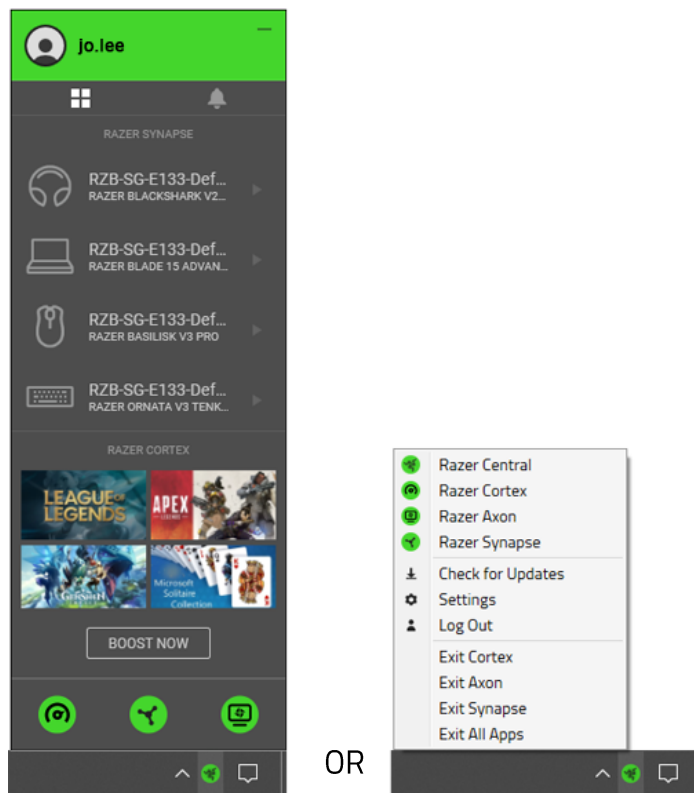 jo.lee
RAZER SYNAPSE
RZB-SG-E133-Def...
RAZER BLACKSHARK V2...
RZB-SG-E133-Def...
RAZER BLADE 15 ADVAN...
RZB-SG-E133-Def...
RAZER BASILISK V3 PRO
RZB-SG-E133-Def...
RAZER ORNATA V3 TENK...
RAZER CORTEX
LEAGUE OF
LEGENDS
APEX
LEGENDS
GENSHIN
Microsoft
Solitaire
Collection
BOOST NOW
OR
Razer Central
Razer Cortex
Razer Axon
Razer Synapse
Check for Updates
Settings
Log Out
Exit Cortex
Exit Axon
Exit Synapse
Exit All Apps